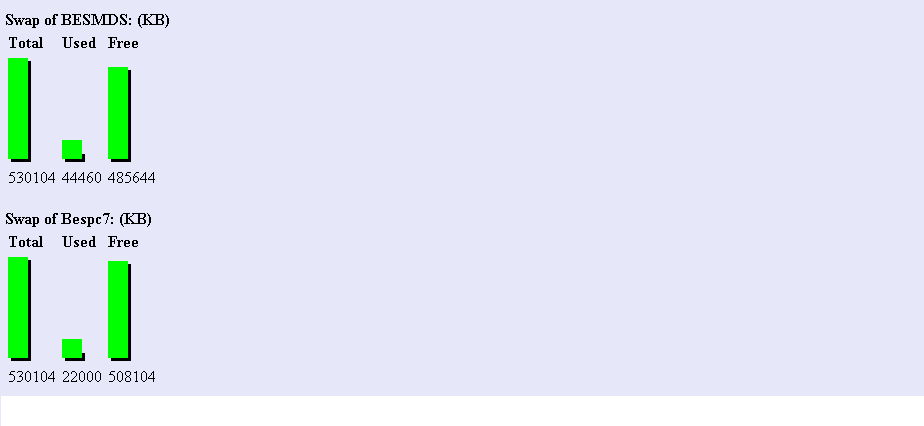 Swap of BESMDS: (KB)
Total Used Free
530104 44460 485644
Swap of Bespc7: (KB)
Total Used Free
530104 22000 508104